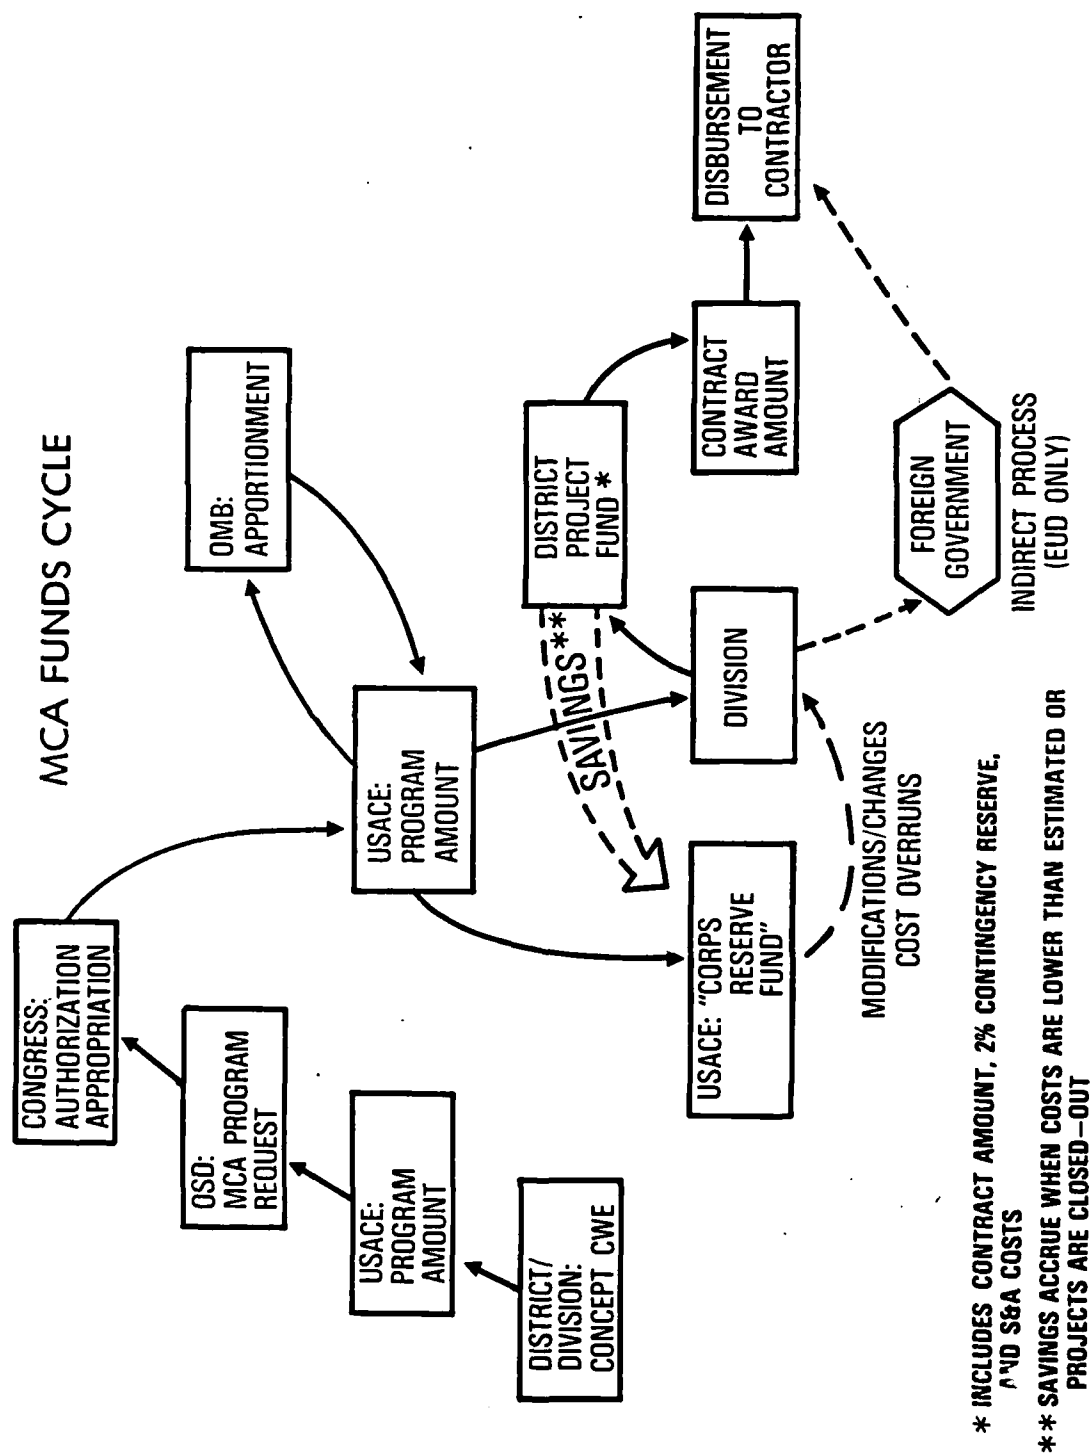 MCA FUNDS CYCLE
CONGRESS:
AUTHORIZATION
APPROPRIATION
OSD:
MCA PROGRAM
REQUEST
USACE:
PROGRAM
AMOUNT
DISTRICT/
DIVISION:
CONCEPT CWE
OMB:
APPORTIONMENT
USACE:
PROGRAM
AMOUNT
USACE: "CORPS
RESERVE
FUND"
SAVINGS**
DISTRICT
PROJECT
FUND *
DIVISION
CONTRACT
AWARD
AMOUNT
DISBURSEMENT
TO
CONTRACTOR
MODIFICATIONS/CHANGES
COST OVERRUNS
FOREIGN
GOVERNMENT
INDIRECT PROCESS
(EUD ONLY)
* INCLUDES CONTRACT AMOUNT, 2% CONTINGENCY RESERVE,
AND S&A COSTS
** SAVINGS ACCRUE WHEN COSTS ARE LOWER THAN ESTIMATED OR
PROJECTS ARE CLOSED-OUT